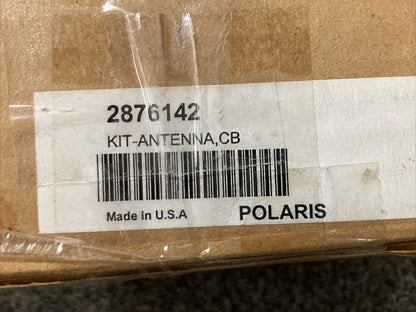 2876142
KIT-ANTENNA,CB
Made In U.S.A POLARIS